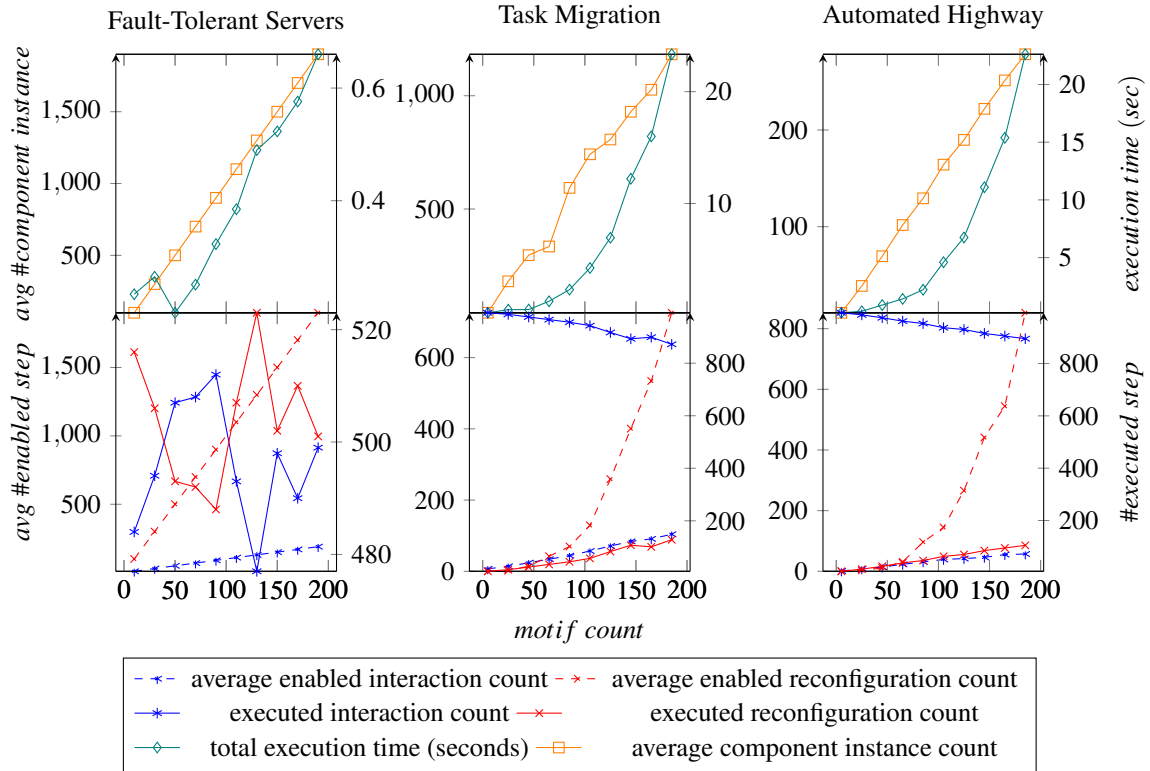 Fault-Tolerant Servers
Task Migration
Automated Highway
avg #component instance
1,500
1,000
500
0.6
0.4
1,000
500
20
10
200
100
20
15
10
5
execution time (sec)
avg #enabled step
1,500
1,000
500
520
500
480
600
400
200
0
800
600
400
200
800
600
400
200
0
800
600
400
200
#executed step
0 50 100 150 200
0 50 100 150 200
0 50 100 150 200
motif count
average enabled interaction count
average enabled reconfiguration count
executed interaction count
executed reconfiguration count
total execution time (seconds)
average component instance count